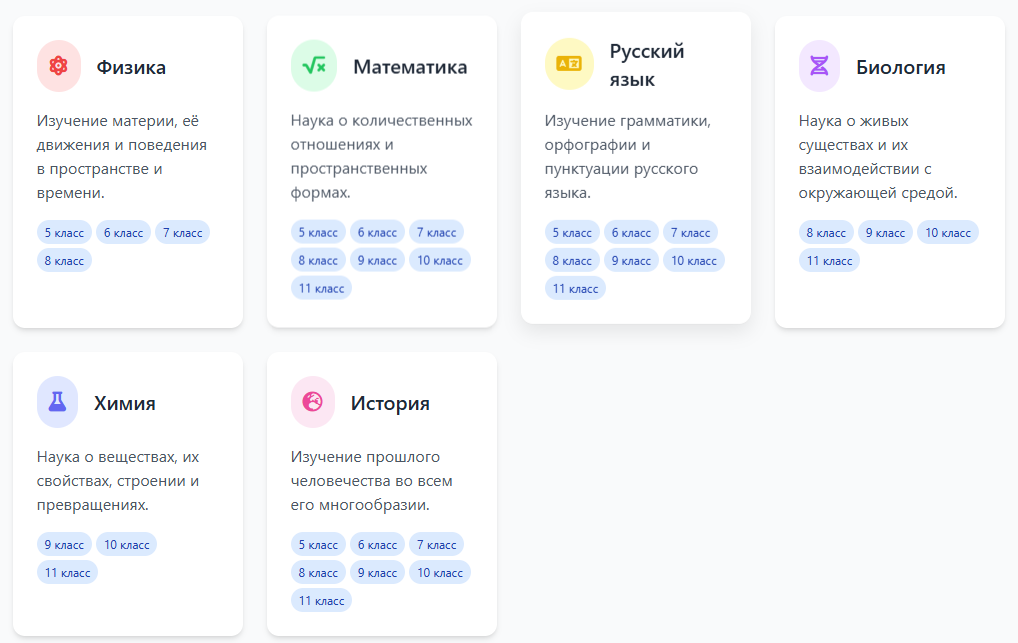 Физика
Изучение материи, её
движения и поведения
в пространстве и
времени.
5 класс 6 класс 7 класс
8 класс
Математика
Наука о количественных
отношениях и
пространственных
формах.
5 класс 6 класс 7 класс
8 класс 9 класс 10 класс
11 класс
Русский
язык
Изучение грамматики,
орфографии и
пунктуации русского
языка.
5 класс 6 класс 7 класс
8 класс 9 класс 10 класс
11 класс
Биология
Наука о живых
существах и их
взаимодействии с
окружающей средой.
8 класс 9 класс 10 класс
11 класс
Химия
Наука о веществах, их
свойствах, строении и
превращениях.
9 класс 10 класс
11 класс
История
Изучение прошлого
человечества во всем
его многообразии.
5 класс 6 класс 7 класс
8 класс 9 класс 10 класс
11 класс